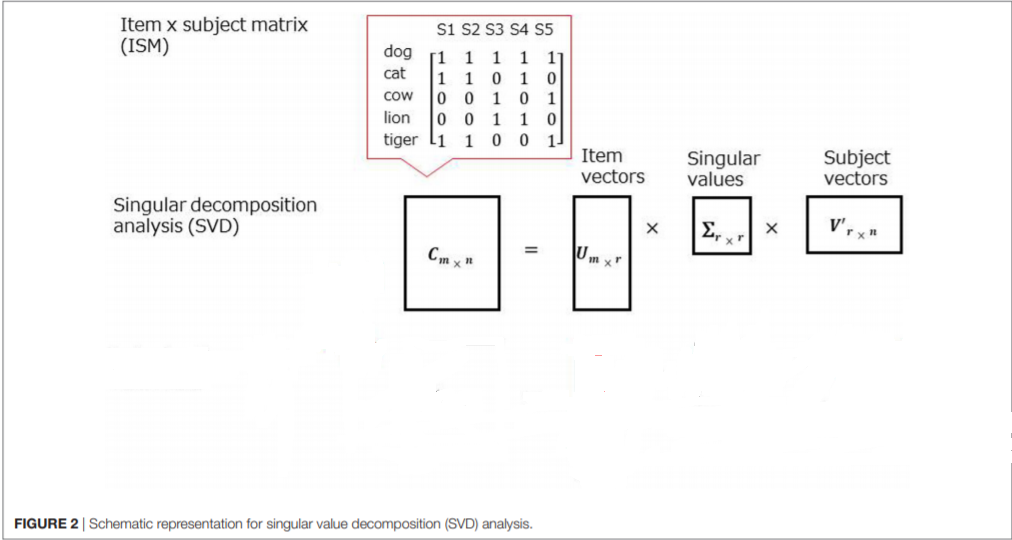 Item x subject matrix
(ISM)
S1 S2 S3 S4 S5
dog 1 1 1 1 1
cat 1 1 0 1 0
cow 0 0 1 0 1
lion 0 0 1 1 0
tiger 1 1 0 0 1
Item
vectors
Singular
values
Subject
vectors
Singular decomposition
analysis (SVD)
C m × n = U m × r × Σ r × r × V' r × n
FIGURE 2 | Schematic representation for singular value decomposition (SVD) analysis.